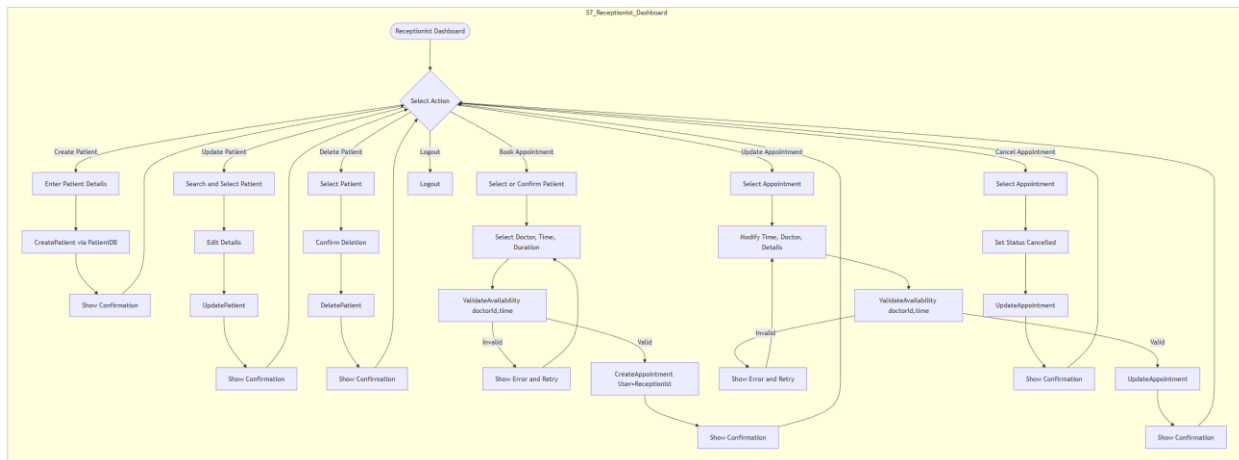 S7_Receptionist_Dashboard
Receptionist Dashboard
Select Action
Create Patient
Update Patient
Delete Patient
Logout
Book Appointment
Update Appointment
Cancel Appointment
Enter Patient Details
Search and Select Patient
Select Patient
Logout
Select or Confirm Patient
Select Appointment
Select Appointment
CreatePatient via PatientDB
Edit Details
Confirm Deletion
Select Doctor, Time,
Duration
Modify Time, Doctor,
Details
Set Status Cancelled
Show Confirmation
UpdatePatient
DeletePatient
ValidateAvailability
doctorId,time
ValidateAvailability
doctorId,time
UpdateAppointment
Invalid
Valid
Invalid
Valid
Show Confirmation
Show Confirmation
Show Error and Retry
CreateAppointment
User=Receptionist
Show Error and Retry
Show Confirmation
UpdateAppointment
Show Confirmation
Show Confirmation